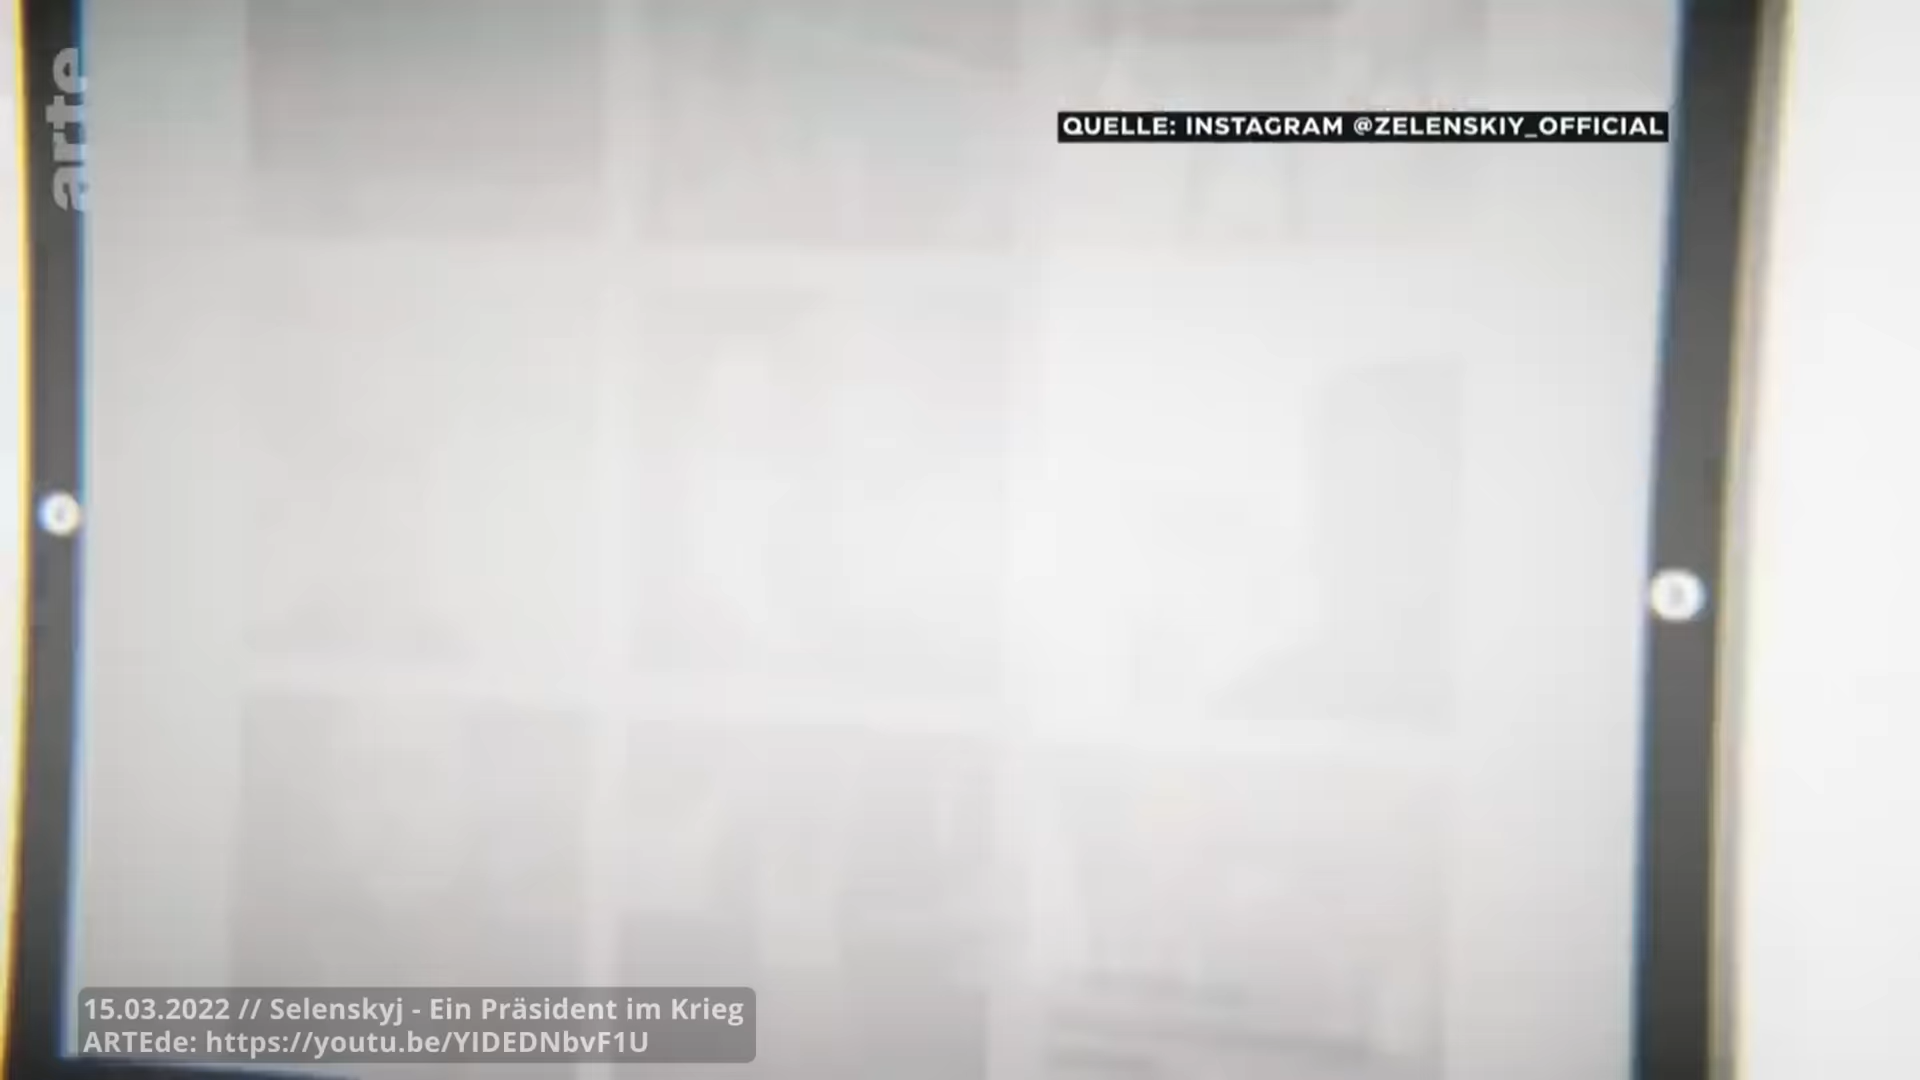 arte
QUELLE: INSTAGRAM @ZELENSKIY_OFFICIAL
15.03.2022 // Selenskyj - Ein Präsident im Krieg
ARTEde: https://youtu.be/YIDEDNbvF1U